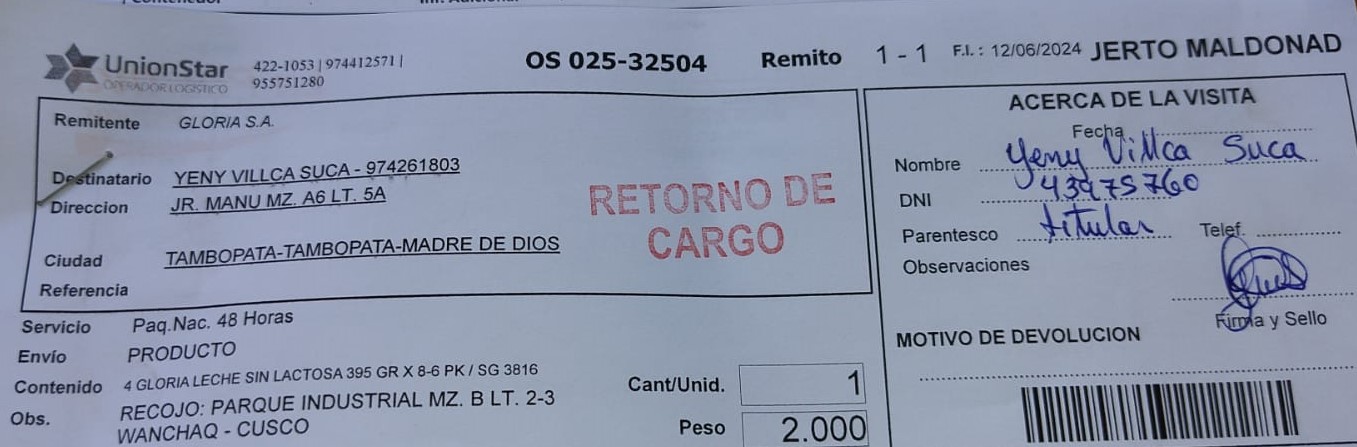 UnionStar
OPERADOR LOGISTICO
422-1053 | 974412571 |
955751280
OS 025-32504
Remito 1 - 1
F.I.: 12/06/2024 JERTO MALDONAD
Remitente GLORIA S.A.
Destinatario YENY VILLCA SUCA - 974261803
Direccion JR. MANU MZ. A6 LT. 5A
Ciudad TAMBOPATA-TAMBOPATA-MADRE DE DIOS
Referencia
RETORNO DE
CARGO
ACERCA DE LA VISITA
Fecha
Nombre Yeny Villca Suca
DNI 43975760
Parentesco titular Telef
Observaciones
Firma y Sello
MOTIVO DE DEVOLUCION
Servicio Paq.Nac. 48 Horas
Envío PRODUCTO
Contenido 4 GLORIA LECHE SIN LACTOSA 395 GR X 8-6 PK / SG 3816
Obs. RECOJO: PARQUE INDUSTRIAL MZ. B LT. 2-3
WANCHAQ - CUSCO
Cant/Unid. 1
Peso 2.000